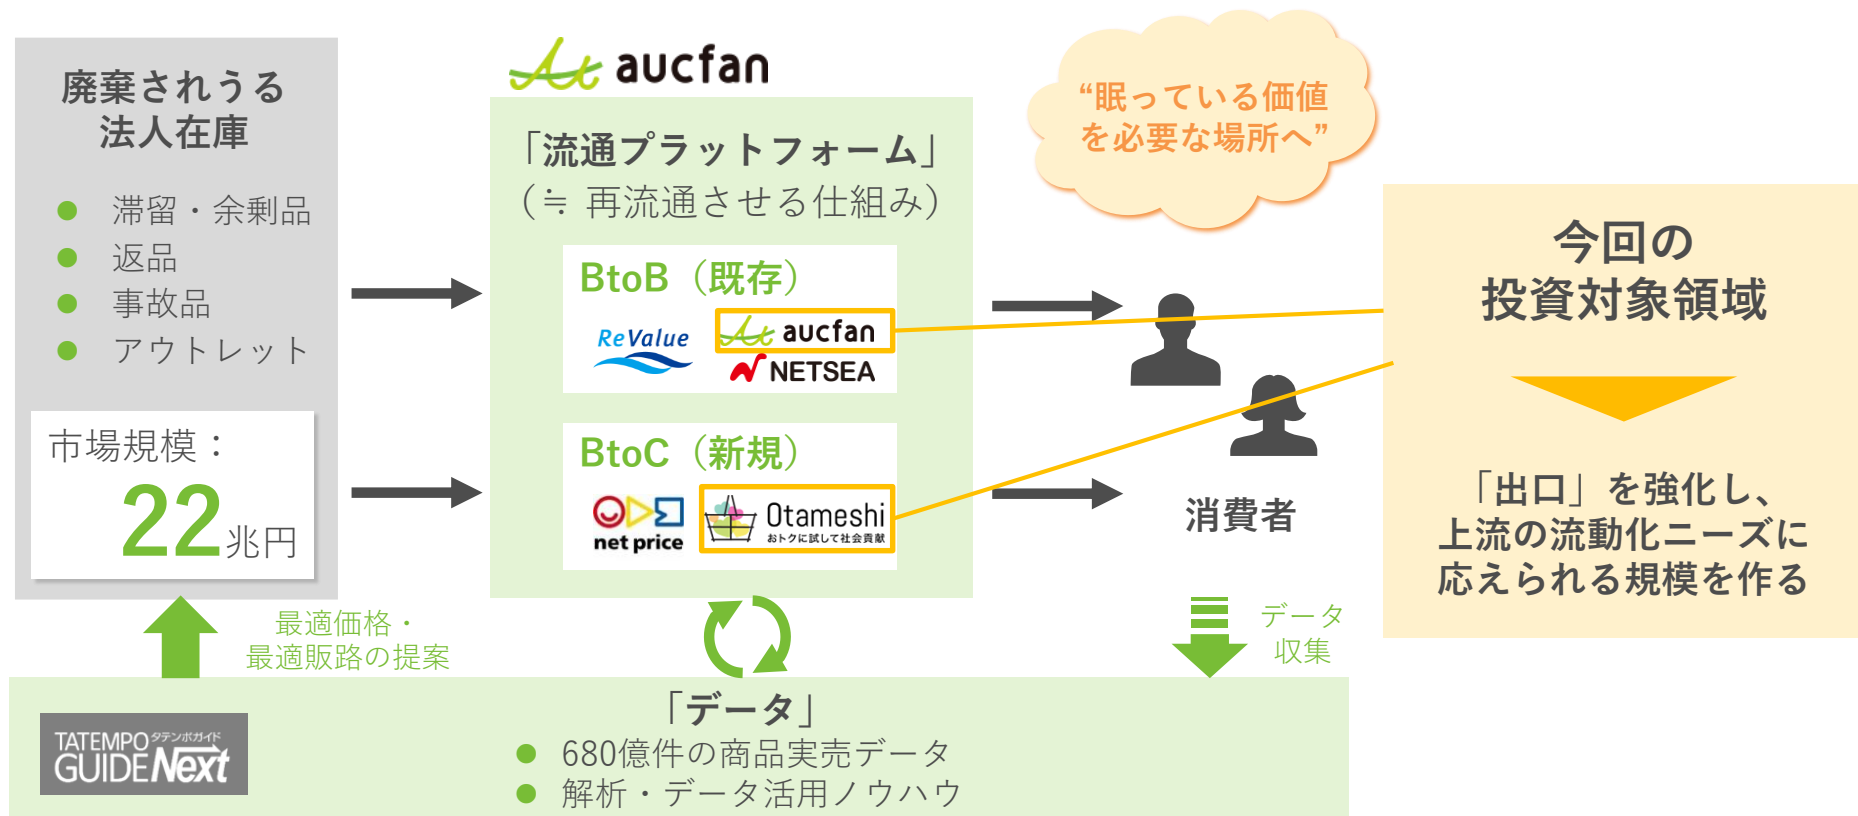 廃棄されうる
法人在庫
● 滞留・余剰品
● 返品
● 事故品
● アウトレット
市場規模：
22兆円
aucfan
「流通プラットフォーム」
（≒ 再流通させる仕組み）
BtoB（既存）
ReValue
aucfan
NETSEA
BtoC（新規）
net price
Otameshi
おトクに試して社会貢献
“眠っている価値
を必要な場所へ”
消費者
今回の
投資対象領域
「出口」を強化し、
上流の流動化ニーズに
応えられる規模を作る
最適価格・
最適販路の提案
データ
収集
「データ」
● 680億件の商品実売データ
● 解析・データ活用ノウハウ
TATEMPO タテンポガイド
GUIDE Next